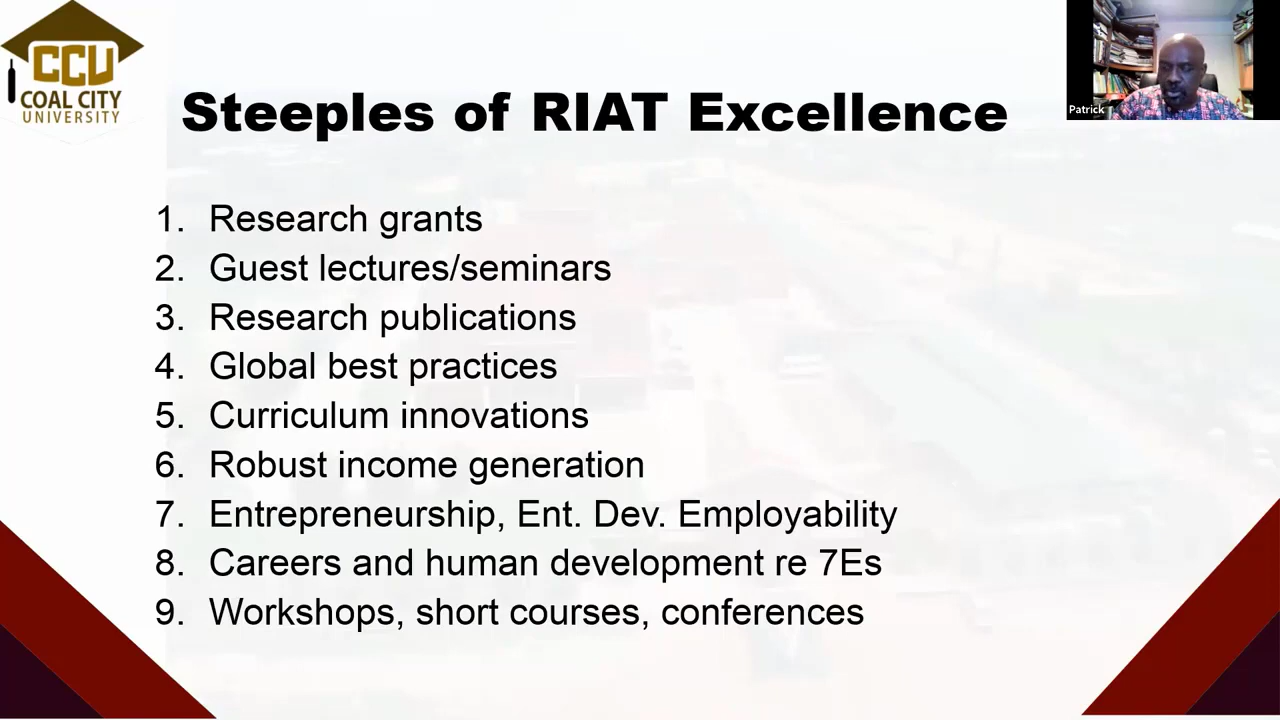 CCU
COAL CITY
UNIVERSITY
Steeples of RIAT Excellence
Patrick
1. Research grants
2. Guest lectures/seminars
3. Research publications
4. Global best practices
5. Curriculum innovations
6. Robust income generation
7. Entrepreneurship, Ent. Dev. Employability
8. Careers and human development re 7Es
9. Workshops, short courses, conferences